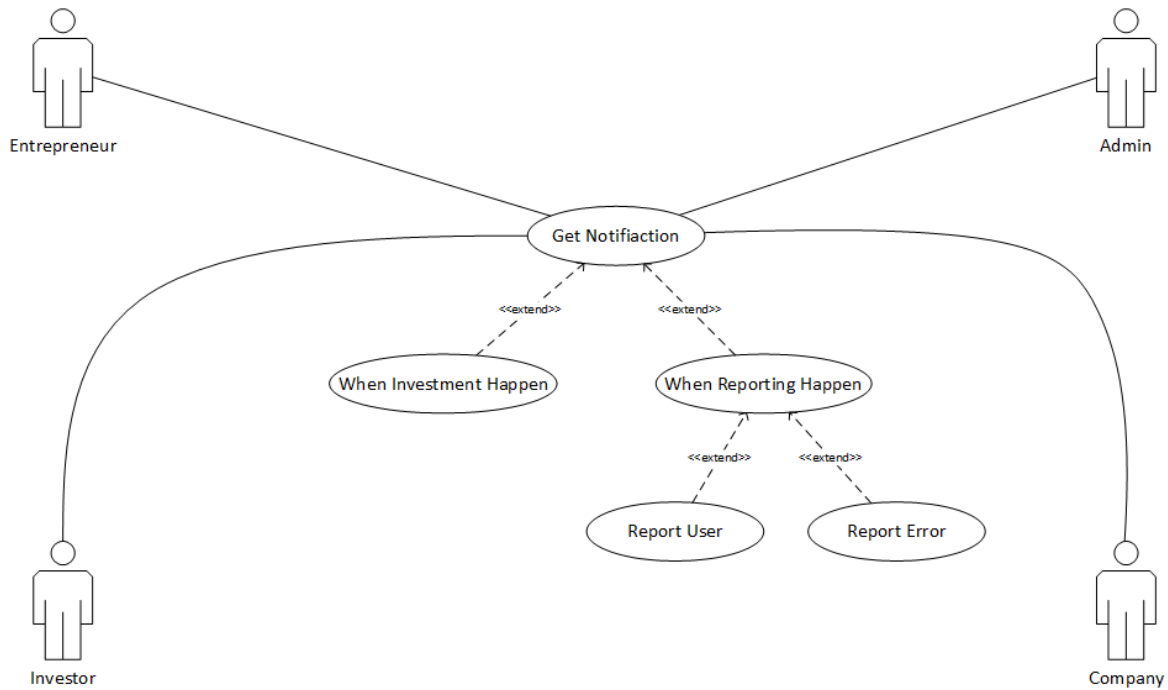 Entrepreneur
Admin
Get Notifiaction
<<extend>>
<<extend>>
When Investment Happen
When Reporting Happen
<<extend>>
<<extend>>
Report User
Report Error
Investor
Company